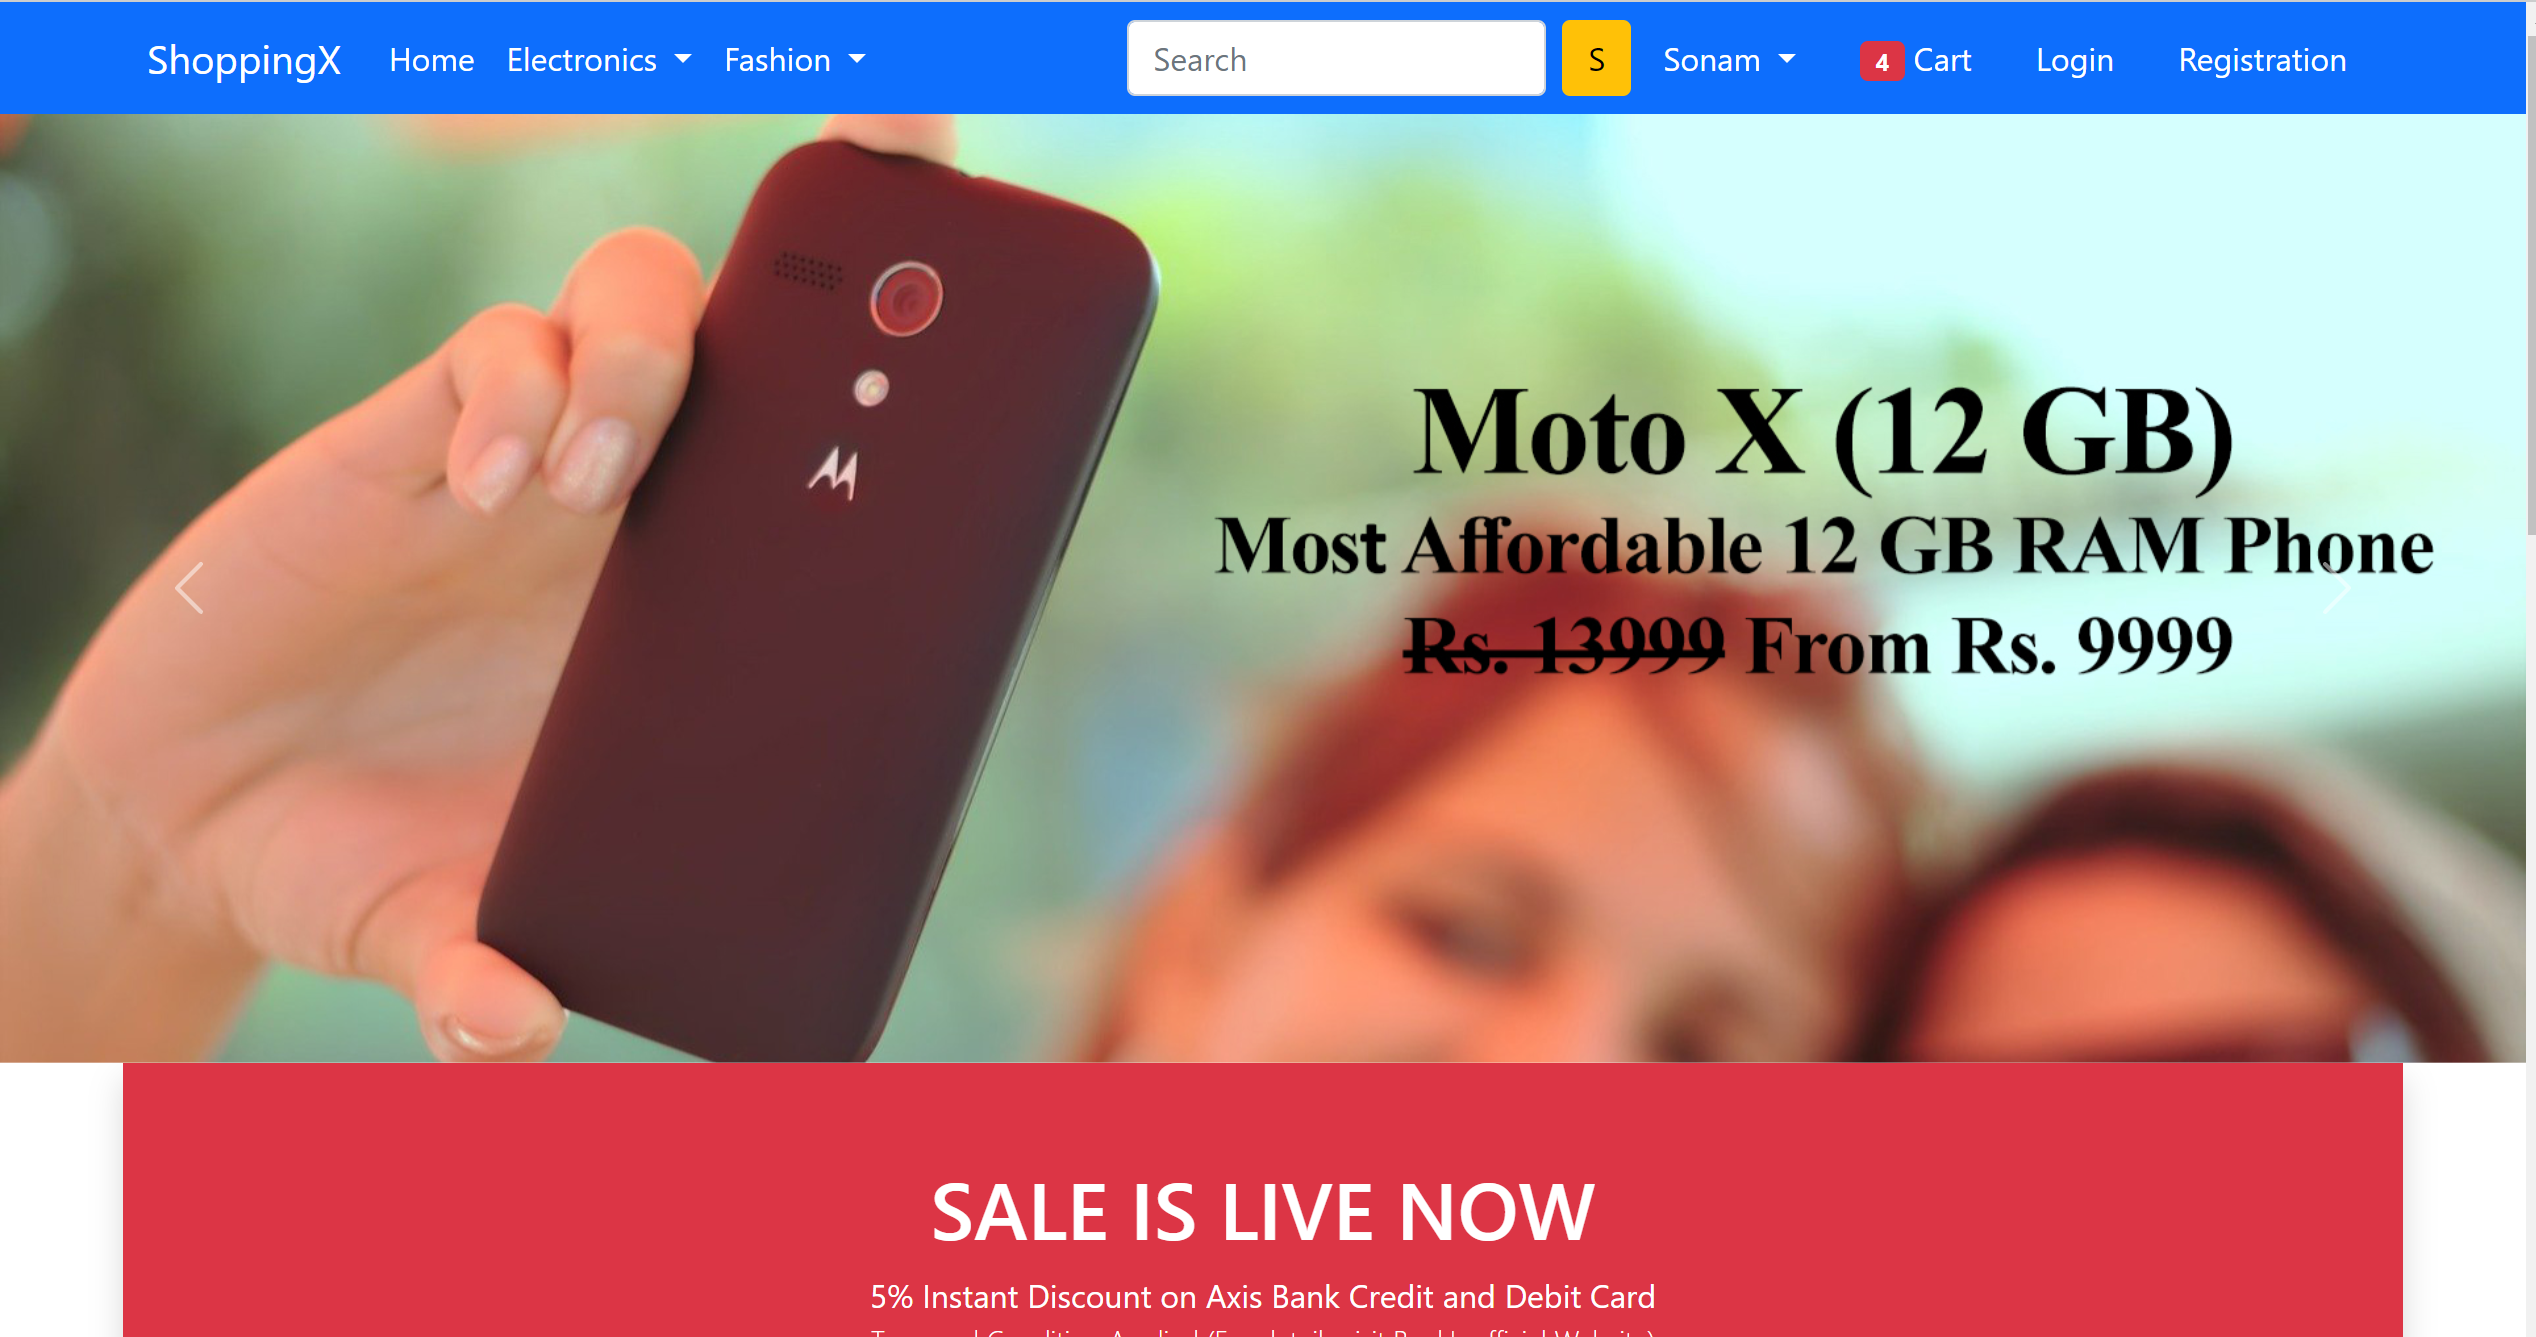 ShoppingX Home Electronics Fashion Search S Sonam 4 Cart Login Registration
Moto X (12 GB)
Most Affordable 12 GB RAM Phone
Rs. 13999 From Rs. 9999
SALE IS LIVE NOW
5% Instant Discount on Axis Bank Credit and Debit Card